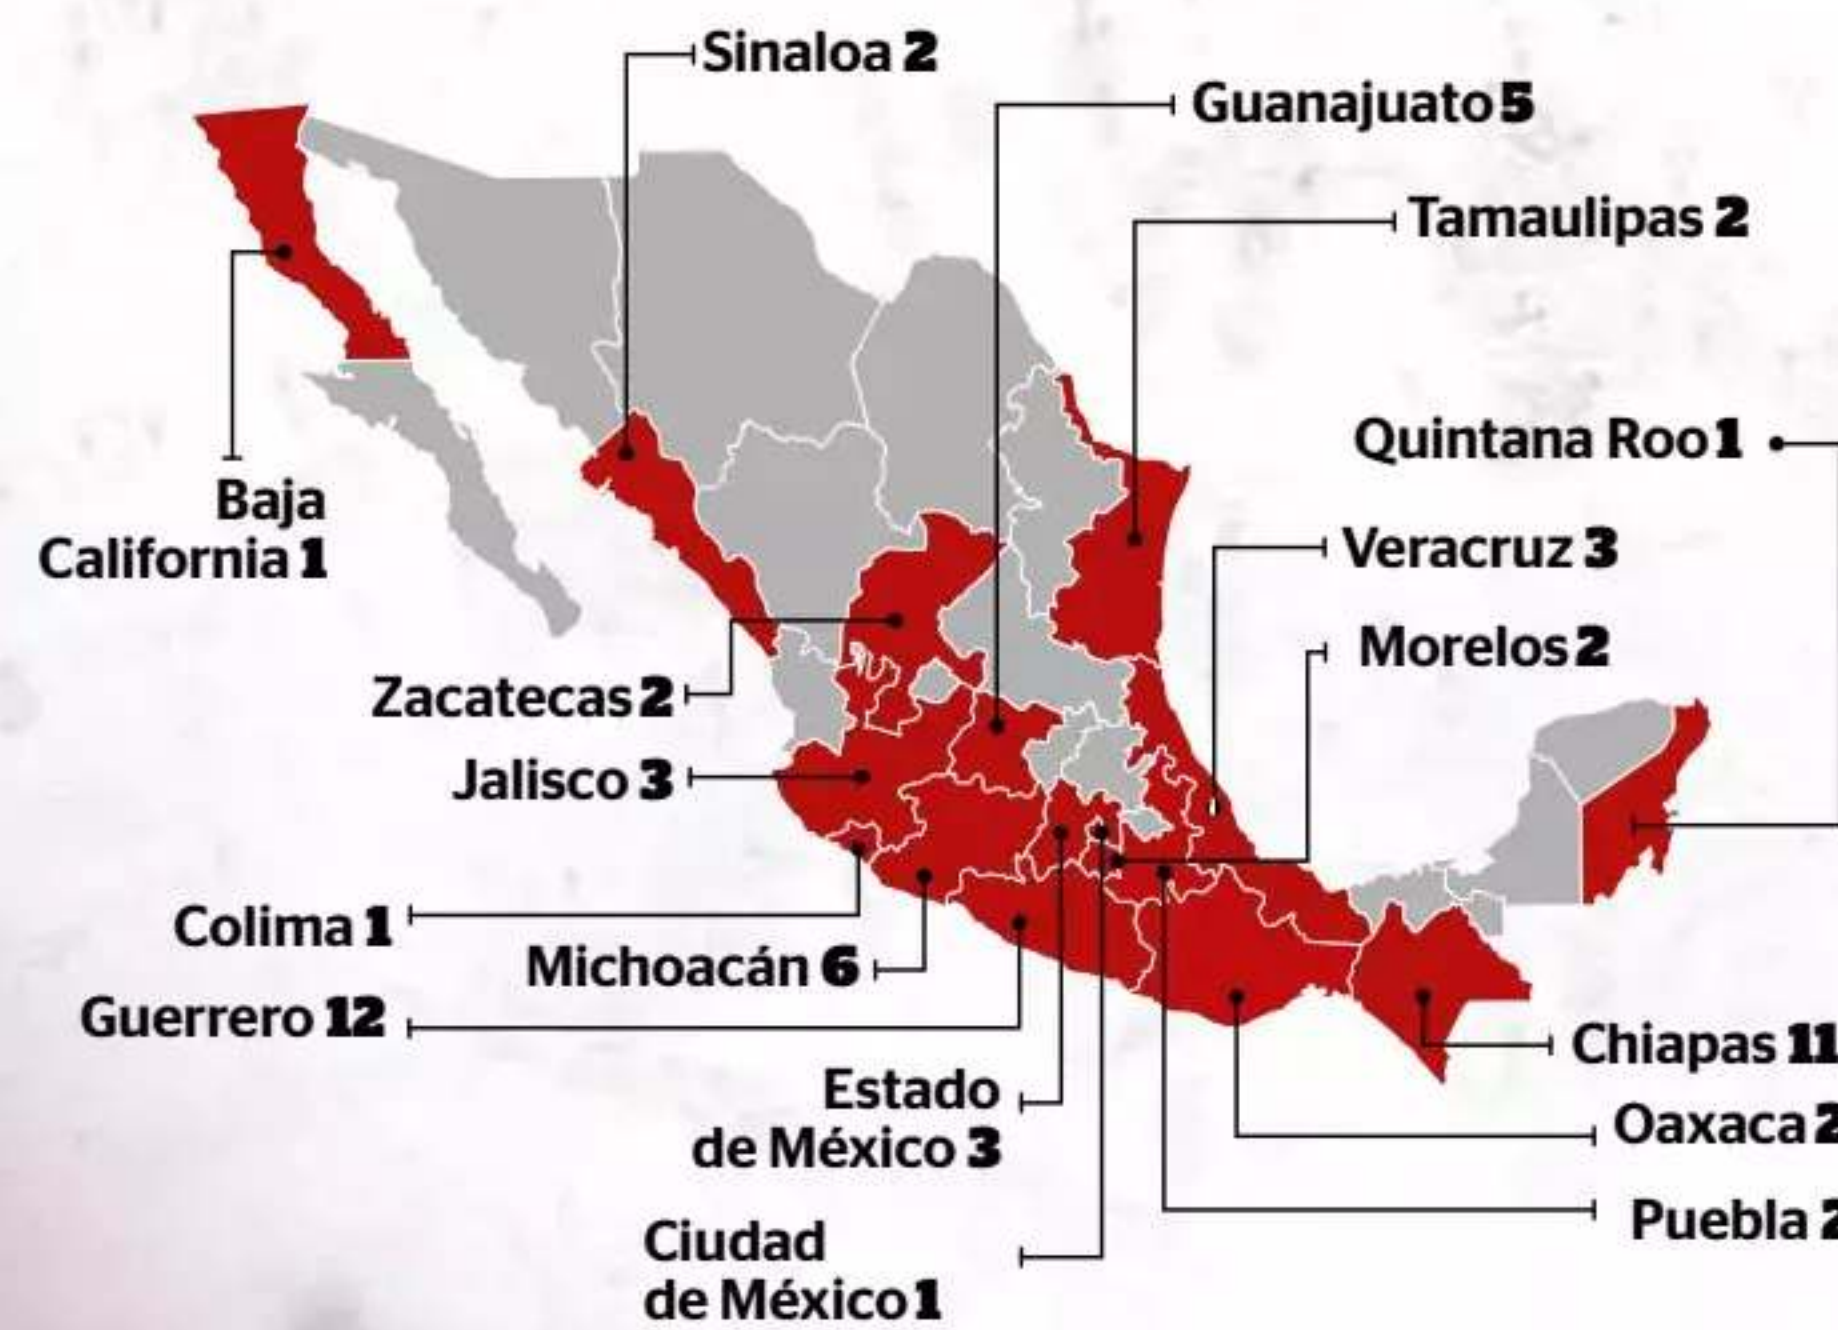 Sinaloa 2
Guanajuato 5
Tamaulipas 2
Quintana Roo 1
Baja
California 1
Veracruz 3
Morelos 2
Zacatecas 2
Jalisco 3
Colima 1
Michoacán 6
Guerrero 12
Chiapas 11
Estado
de México 3
Oaxaca 2
Puebla 2
Ciudad
de México 1